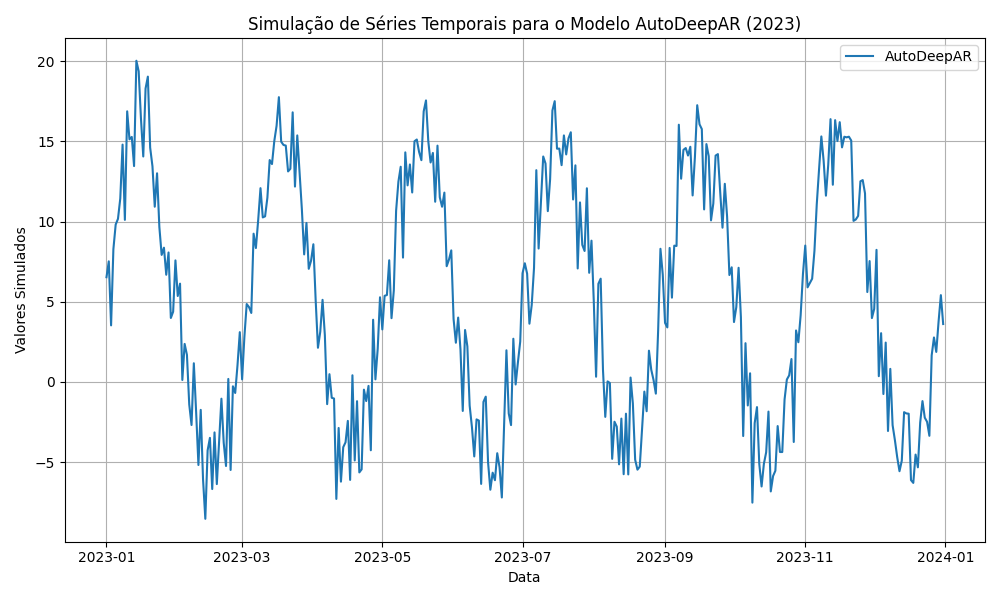 Simulação de Séries Temporais para o Modelo AutoDeepAR (2023)
AutoDeepAR
Valores Simulados
20
15
10
5
0
−5
2023-01 2023-03 2023-05 2023-07 2023-09 2023-11 2024-01
Data